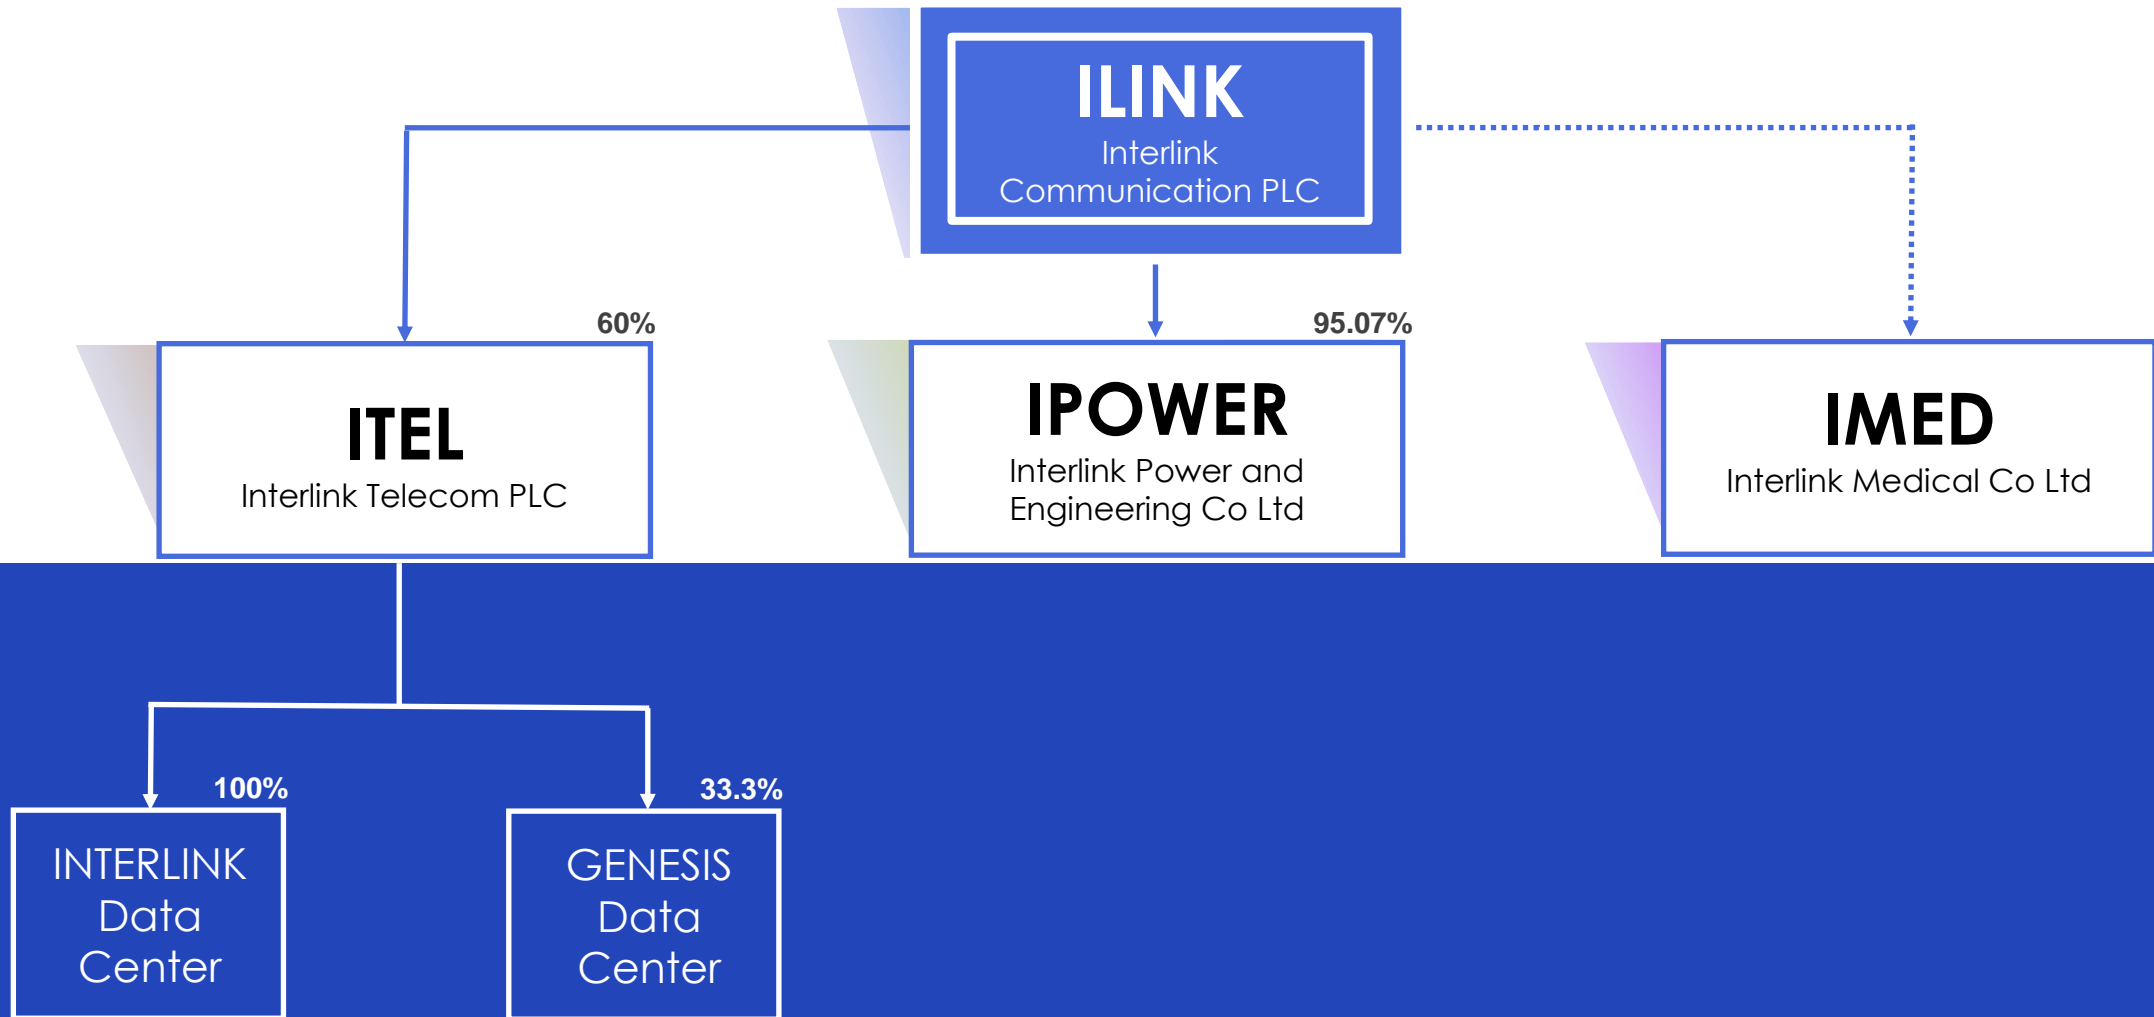 ILINK
Interlink
Communication PLC
60%
95.07%
ITEL
Interlink Telecom PLC
IPOWER
Interlink Power and
Engineering Co Ltd
IMED
Interlink Medical Co Ltd
100%
33.3%
INTERLINK
Data
Center
GENESIS
Data
Center